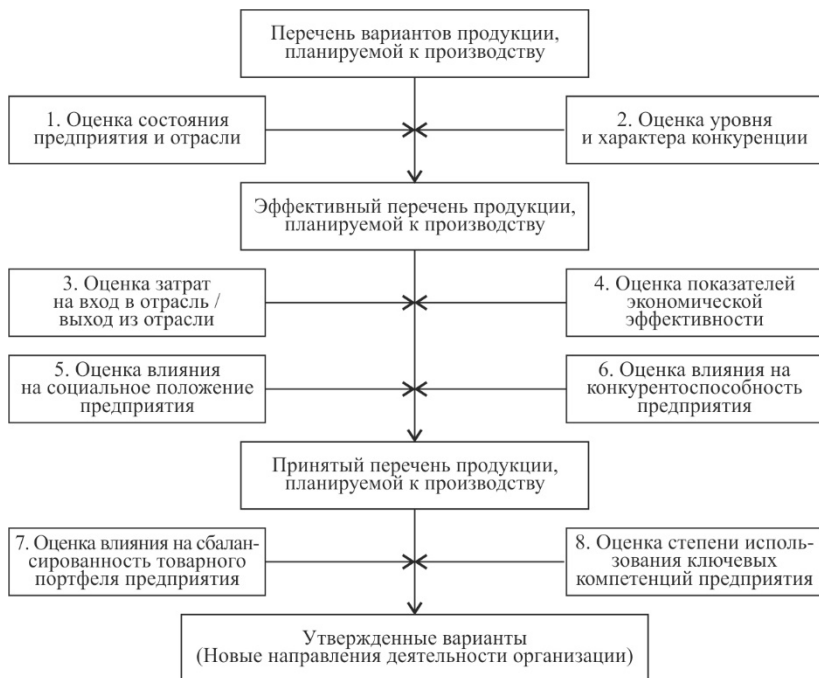 Перечень вариантов продукции,
планируемой к производству
1. Оценка состояния
предприятия и отрасли
2. Оценка уровня
и характера конкуренции
Эффективный перечень продукции,
планируемой к производству
3. Оценка затрат
на вход в отрасль /
выход из отрасли
4. Оценка показателей
экономической
эффективности
5. Оценка влияния
на социальное положение
предприятия
6. Оценка влияния на
конкурентоспособность
предприятия
Принятый перечень продукции,
планируемой к производству
7. Оценка влияния на сбалан-
сированность товарного
портфеля предприятия
8. Оценка степени исполь-
зования ключевых
компетенций предприятия
Утвержденные варианты
(Новые направления деятельности организации)